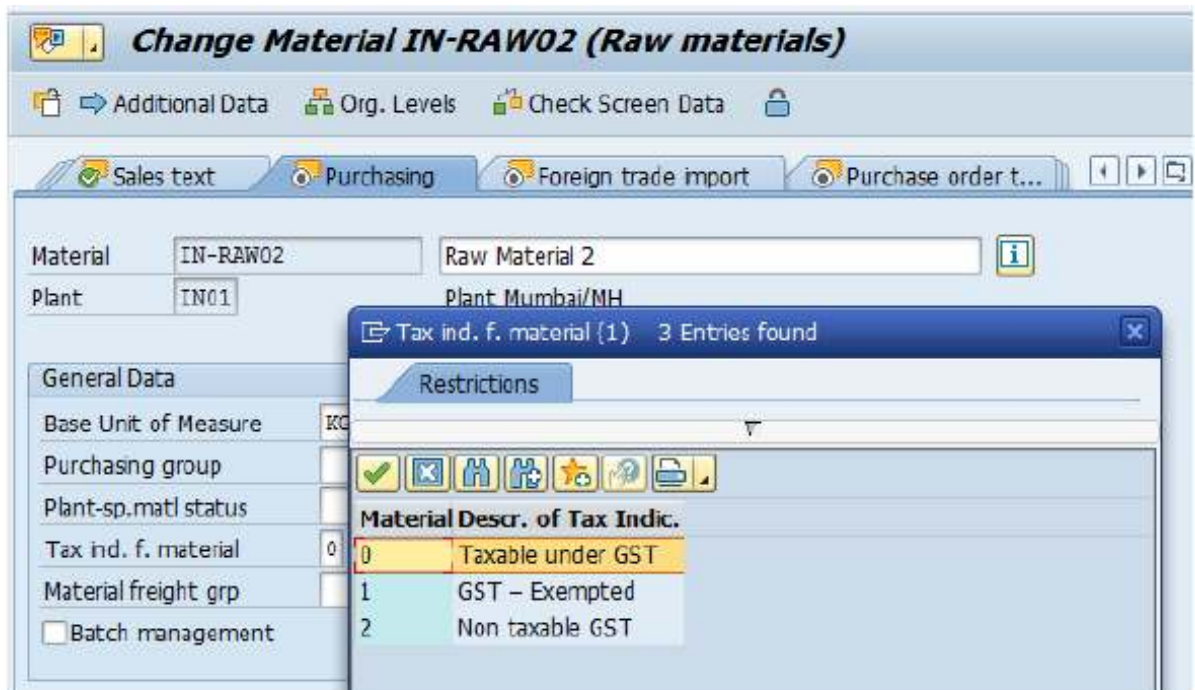 Change Material IN-RAW02 (Raw materials)
Additional Data Org. Levels Check Screen Data
Sales text Purchasing Foreign trade import Purchase order t...
Material IN-RAW02 Raw Material 2
Plant IN01 Plant Mumbai/MH
Tax ind. f. material (1) 3 Entries found
Restrictions
General Data
Base Unit of Measure KG
Purchasing group
Plant-sp.matl status
Tax ind. f. material 0
Material freight grp
Batch management
Material Descr. of Tax Indic.
0 Taxable under GST
1 GST – Exempted
2 Non taxable GST